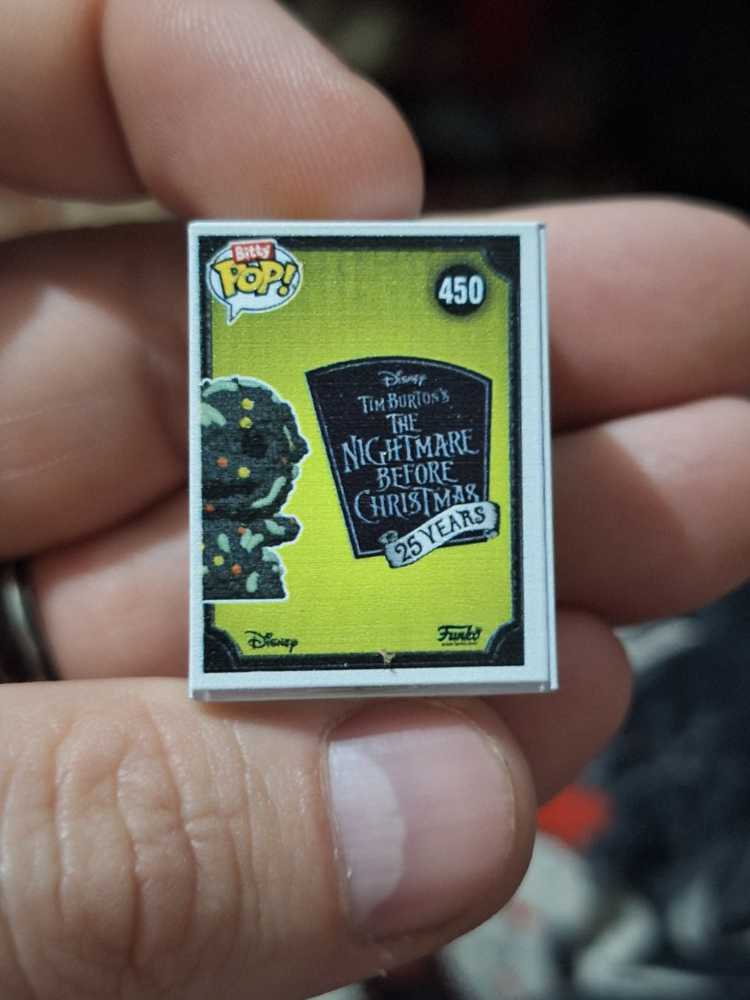 Bitty
POP!
450
Disney
TIM BURTON'S
THE
NIGHTMARE
BEFORE
CHRISTMAS
25 YEARS
Disney
Funko